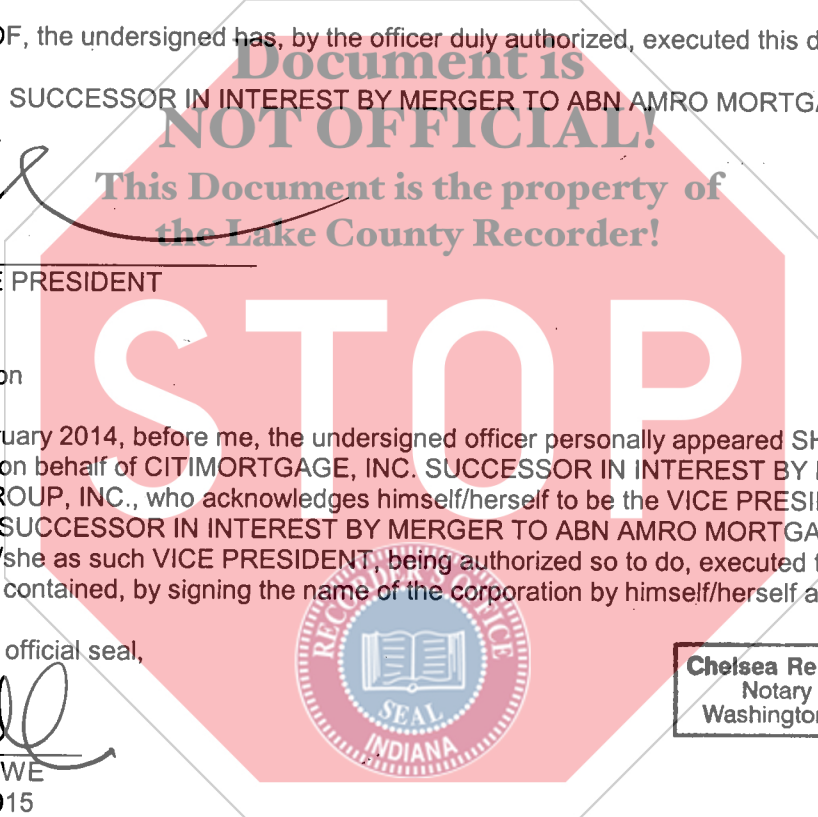 OF, the undersigned has, by the officer duly authorized, executed this d
Document is
SUCCESSOR IN INTEREST BY MERGER TO ABN AMRO MORTGA
NOT OFFICIAL!
This Document is the property of
the Lake County Recorder!
E PRESIDENT
STOP
on
ruary 2014, before me, the undersigned officer personally appeared SH
on behalf of CITIMORTGAGE, INC. SUCCESSOR IN INTEREST BY
ROUP, INC., who acknowledges himself/herself to be the VICE PRESI
SUCCESSOR IN INTEREST BY MERGER TO ABN AMRO MORTGA
/she as such VICE PRESIDENT, being authorized so to do, executed t
contained, by signing the name of the corporation by himself/herself a
RECORDER'S OFFICE
SEAL
INDIANA
official seal,
Chelsea Re
Notary
Washington
WE
015